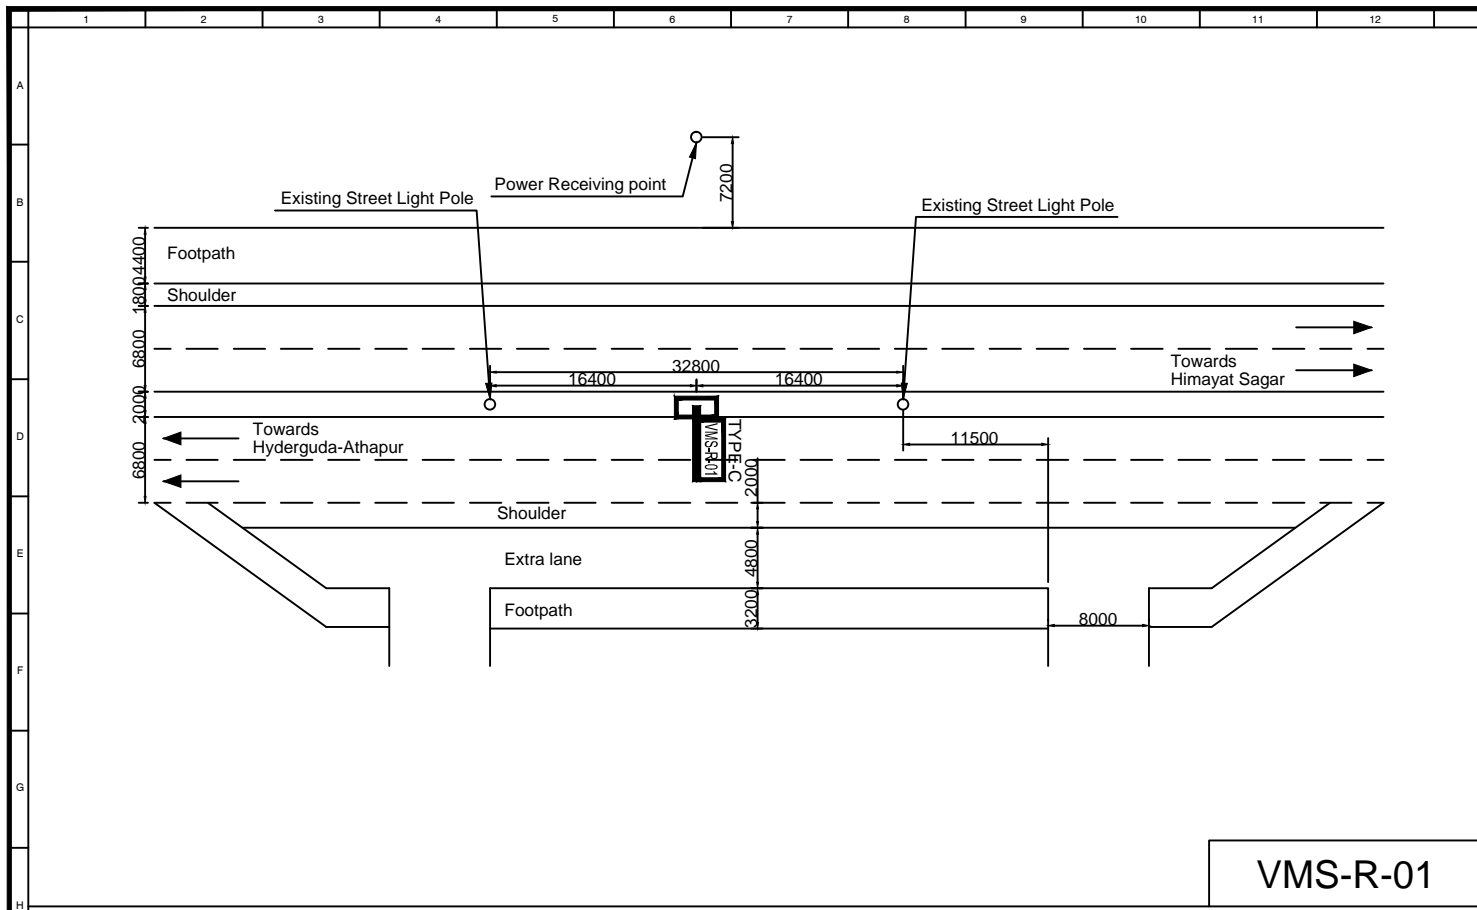 1 2 3 4 5 6 7 8 9 10 11 12
A
B
C
D
E
F
G
H
Power Receiving point
7200
Existing Street Light Pole
Existing Street Light Pole
4400
Footpath
1800
Shoulder
6800
32800
Towards
Himayat Sagar
16400
16400
2000
Towards
Hyderguda-Athapur
TYPE-C
VMS-R-01
11500
6800
2000
Shoulder
Extra lane
4800
Footpath
3200
8000
VMS-R-01